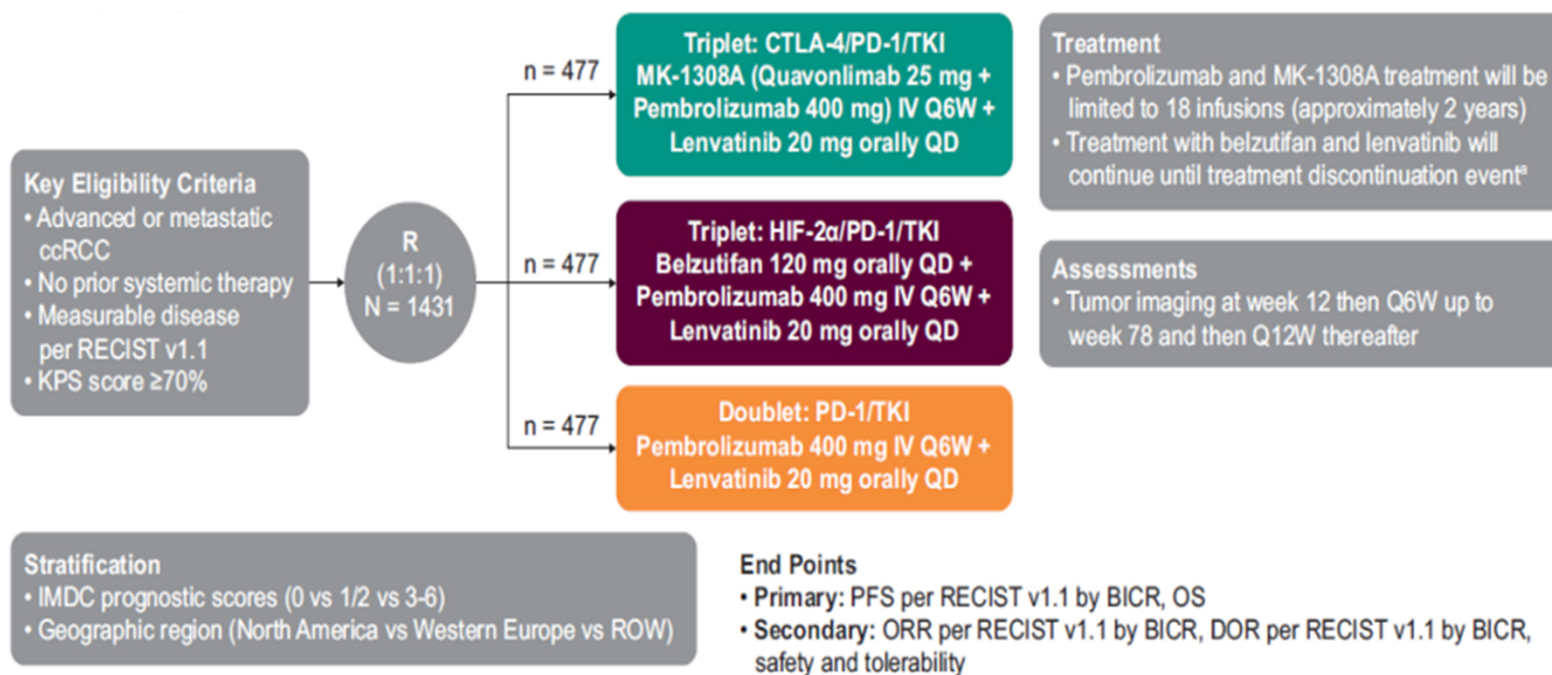 Key Eligibility Criteria
• Advanced or metastatic
ccRCC
• No prior systemic therapy
• Measurable disease
per RECIST v1.1
• KPS score ≥70%
R
(1:1:1)
N = 1431
n = 477
Triplet: CTLA-4/PD-1/TKI
MK-1308A (Quavonlimab 25 mg +
Pembrolizumab 400 mg) IV Q6W +
Lenvatinib 20 mg orally QD
n = 477
Triplet: HIF-2α/PD-1/TKI
Belzutifan 120 mg orally QD +
Pembrolizumab 400 mg IV Q6W +
Lenvatinib 20 mg orally QD
n = 477
Doublet: PD-1/TKI
Pembrolizumab 400 mg IV Q6W +
Lenvatinib 20 mg orally QD
Treatment
• Pembrolizumab and MK-1308A treatment will be
limited to 18 infusions (approximately 2 years)
• Treatment with belzutifan and lenvatinib will
continue until treatment discontinuation eventª
Assessments
• Tumor imaging at week 12 then Q6W up to
week 78 and then Q12W thereafter
Stratification
• IMDC prognostic scores (0 vs 1/2 vs 3-6)
• Geographic region (North America vs Western Europe vs ROW)
End Points
• Primary: PFS per RECIST v1.1 by BICR, OS
• Secondary: ORR per RECIST v1.1 by BICR, DOR per RECIST v1.1 by BICR,
safety and tolerability